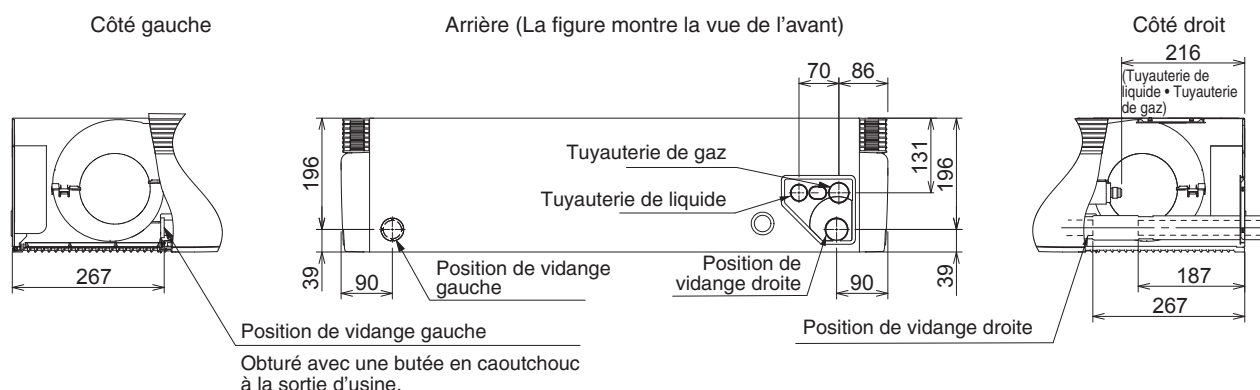 Côté gauche
Arrière (La figure montre la vue de l'avant)
Côté droit
216
(Tuyauterie de
liquide • Tuyauterie
de gaz)
70
86
131
196
196
39
39
Tuyauterie de gaz
Tuyauterie de liquide
267
90
Position de vidange
gauche
Position de
vidange droite
90
187
267
Position de vidange gauche
Position de vidange droite
Obturé avec une butée en caoutchouc
à la sortie d'usine.